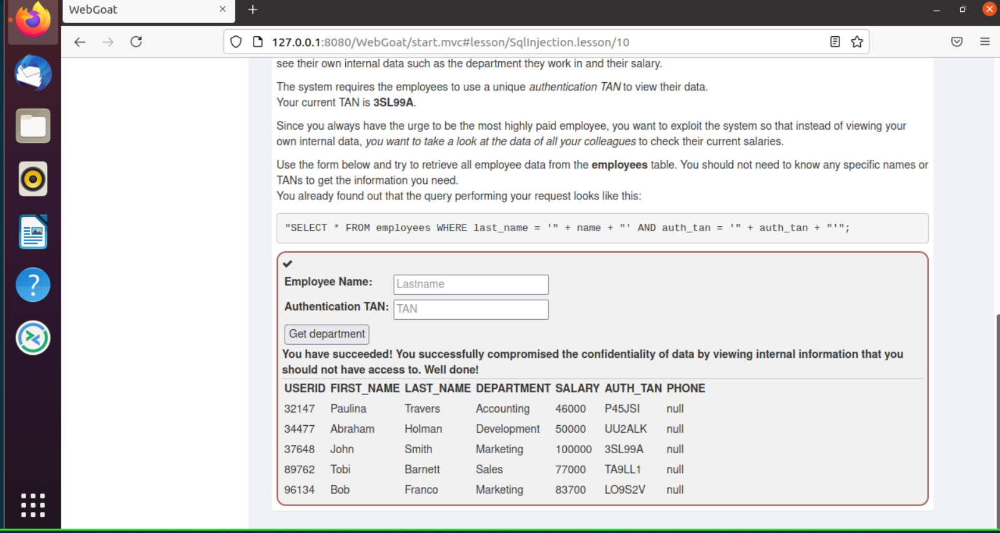 WebGoat
127.0.0.1:8080/WebGoat/start.mvc#lesson/SqlInjection.lesson/10
see their own internal data such as the department they work in and their salary.
The system requires the employees to use a unique authentication TAN to view their data.
Your current TAN is 3SL99A.
Since you always have the urge to be the most highly paid employee, you want to exploit the system so that instead of viewing your
own internal data, you want to take a look at the data of all your colleagues to check their current salaries.
Use the form below and try to retrieve all employee data from the employees table. You should not need to know any specific names or
TANs to get the information you need.
You already found out that the query performing your request looks like this:
"SELECT * FROM employees WHERE last_name = '" + name + "' AND auth_tan = '" + auth_tan + "'";
Employee Name: Lastname
Authentication TAN: TAN
Get department
You have succeeded! You successfully compromised the confidentiality of data by viewing internal information that you
should not have access to. Well done!
USERID FIRST_NAME LAST_NAME DEPARTMENT SALARY AUTH_TAN PHONE
32147 Paulina Travers Accounting 46000 P45JSI null
34477 Abraham Holman Development 50000 UU2ALK null
37648 John Smith Marketing 100000 3SL99A null
89762 Tobi Barnett Sales 77000 TA9LL1 null
96134 Bob Franco Marketing 83700 LO9S2V null